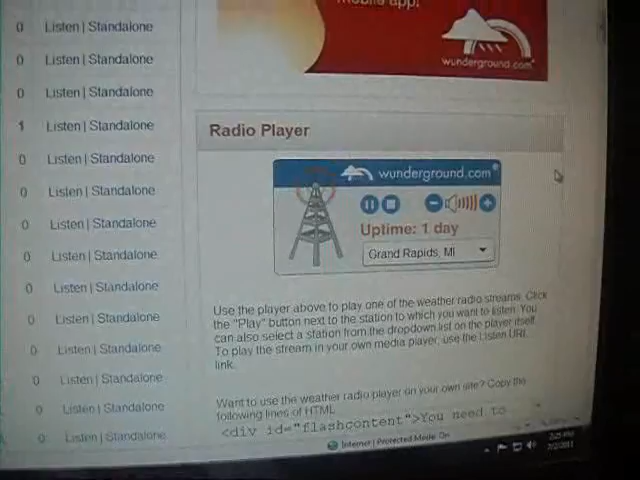 mobile app!
wunderground.com
0 Listen | Standalone
0 Listen | Standalone
0 Listen | Standalone
1 Listen | Standalone
0 Listen | Standalone
0 Listen | Standalone
0 Listen | Standalone
0 Listen | Standalone
0 Listen | Standalone
0 Listen | Standalone
0 Listen | Standalone
0 Listen | Standalone
0 Listen | Standalone
0 Listen | Standalone
Radio Player
wunderground.com
Uptime: 1 day
Grand Rapids, MI
Use the player above to play one of the weather radio streams. Click
the "Play" button next to the station to which you want to listen. You
can also select a station from the dropdown list on the player itself.
To play the stream in your own media player, use the Listen URL
link.
Want to use the weather radio player on your own site? Copy the
following lines of HTML
<div id="flashcontent">You need to
Internet | Protected Mode: On
2:25 PM
7/2/2011